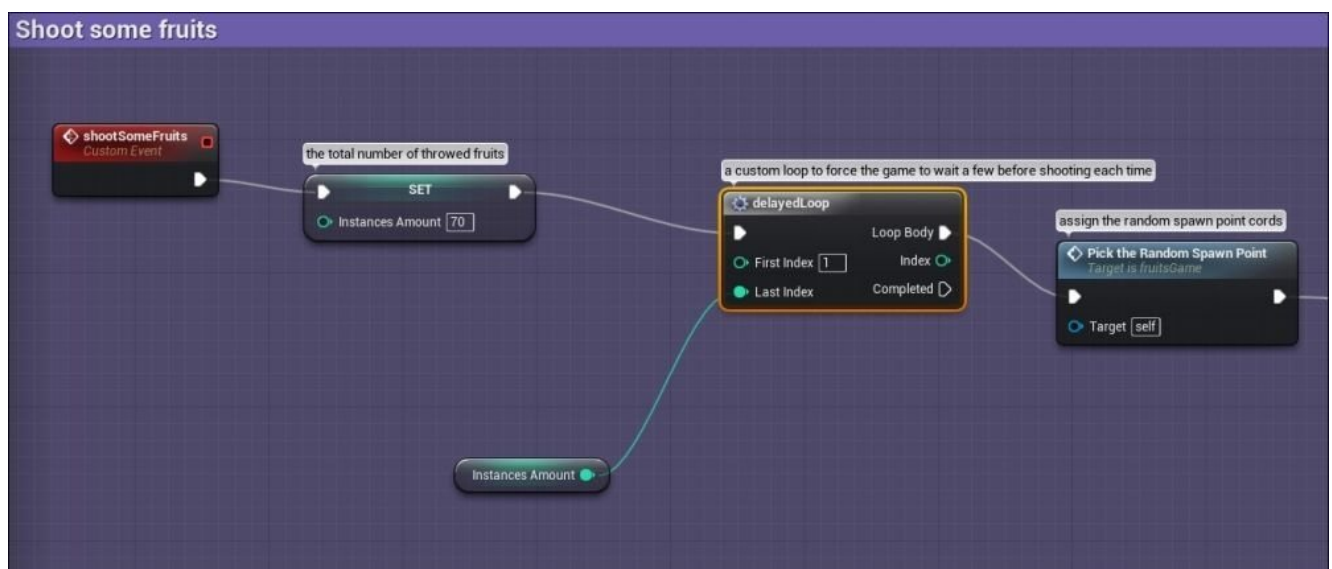 Shoot some fruits
shootSomeFruits
Custom Event
the total number of throwed fruits
SET
Instances Amount 70
a custom loop to force the game to wait a few before shooting each time
delayedLoop
Loop Body
First Index 1
Index
Last Index
Completed
assign the random spawn point cords
Pick the Random Spawn Point
Target is fruitsGame
Target self
Instances Amount